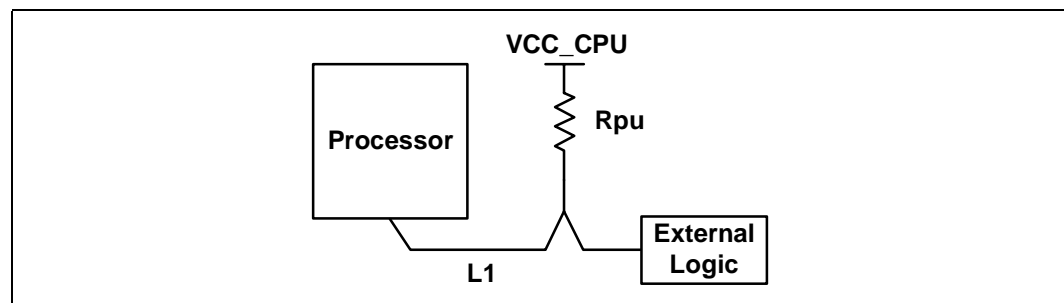 VCC_CPU
Rpu
Processor
L1
External
Logic